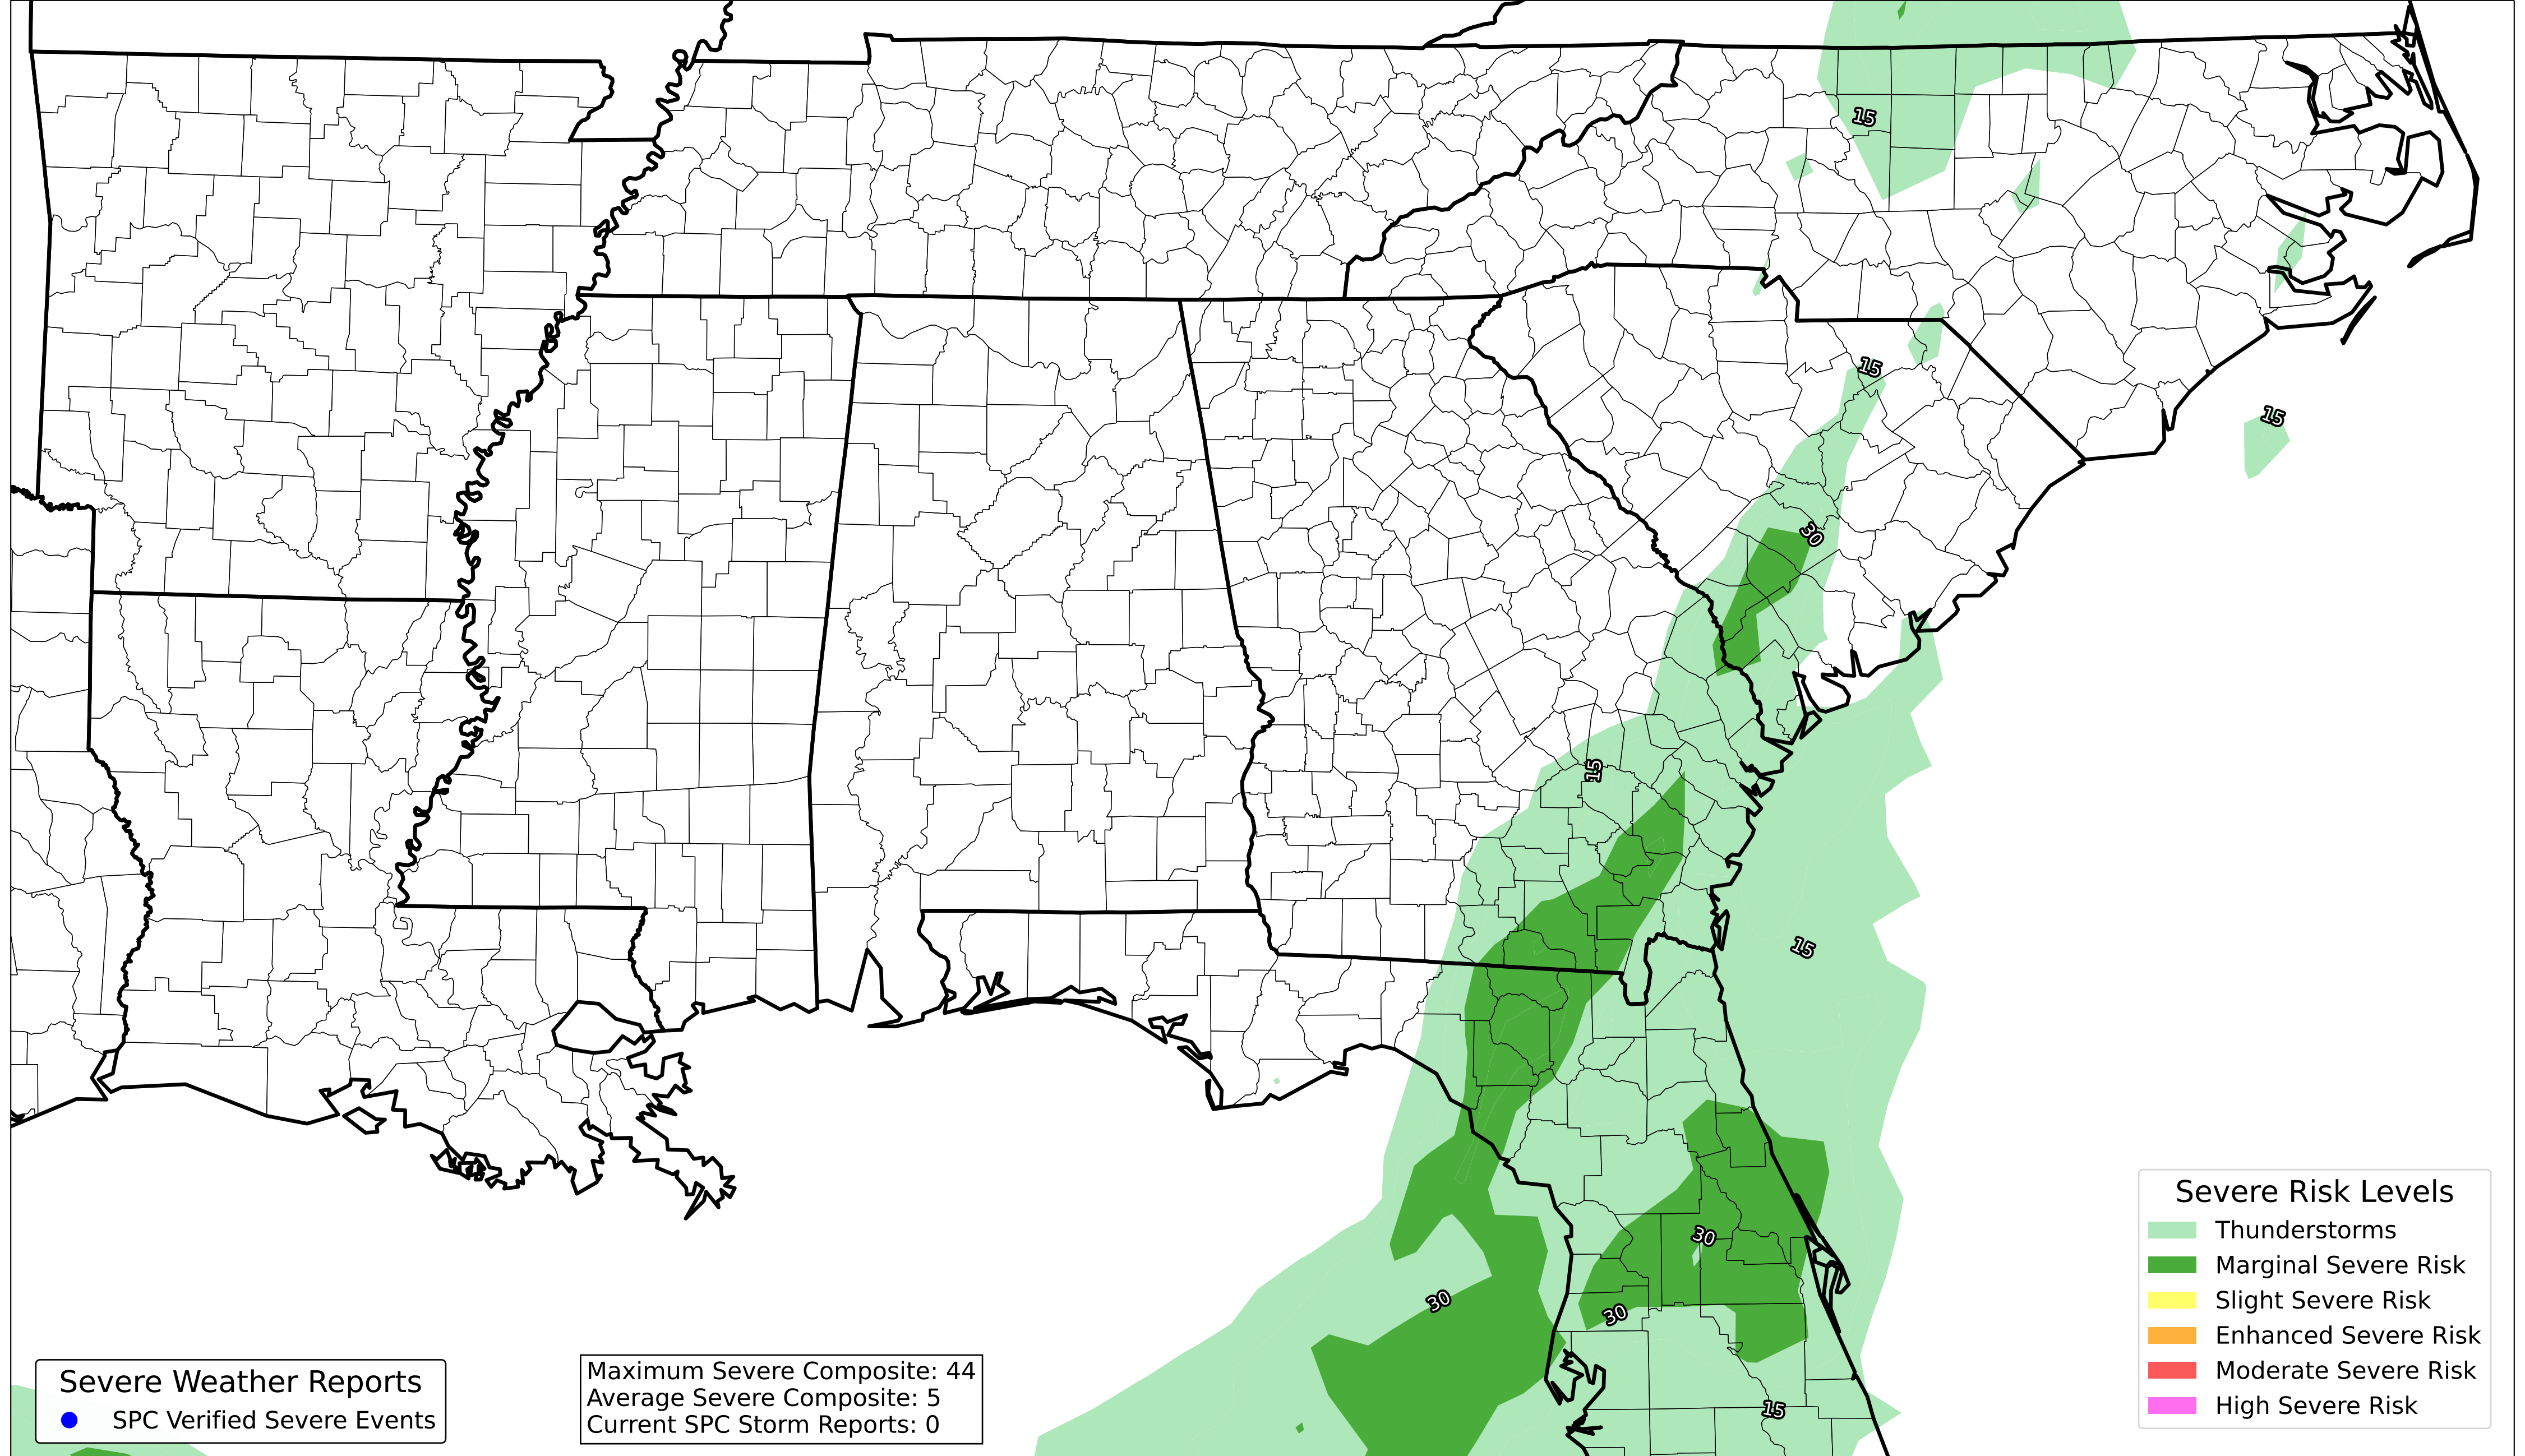 15
15
15
30
15
15
30
30
30
15
Severe Risk Levels
Thunderstorms
Marginal Severe Risk
Slight Severe Risk
Enhanced Severe Risk
Moderate Severe Risk
High Severe Risk
Severe Weather Reports
SPC Verified Severe Events
Maximum Severe Composite: 44
Average Severe Composite: 5
Current SPC Storm Reports: 0